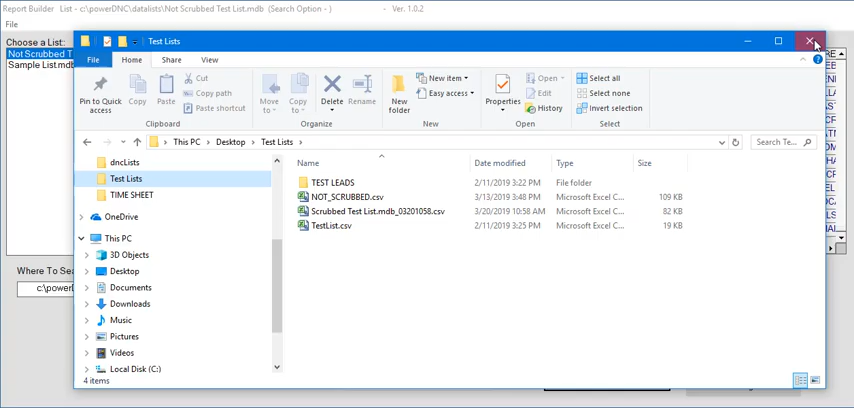 Report Builder   List - c:\powerDNC\datalists\Not Scrubbed Test List.mdb  (Search Option - )   -   Ver. 1.0.2
File
Choose a List:
Not Scrubbed T
Sample List.mdb
Where To Sea
c:\powerD
Test Lists
File   Home   Share   View
Pin to Quick access
Copy
Paste
Cut
Copy path
Paste shortcut
Clipboard
Move to
Copy to
Delete
Rename
Organize
New folder
New item
Easy access
New
Properties
Open
Edit
History
Open
Select all
Select none
Invert selection
Select
This PC > Desktop > Test Lists >
Search Te...
dncLists
Test Lists
TIME SHEET
OneDrive
This PC
3D Objects
Desktop
Documents
Downloads
Music
Pictures
Videos
Local Disk (C:)
Name   Date modified   Type   Size
TEST LEADS   2/11/2019 3:22 PM   File folder
NOT_SCRUBBED.csv   3/13/2019 3:48 PM   Microsoft Excel C...   109 KB
Scrubbed Test List.mdb_03201058.csv   3/20/2019 10:58 AM   Microsoft Excel C...   82 KB
TestList.csv   2/11/2019 3:25 PM   Microsoft Excel C...   19 KB
4 items